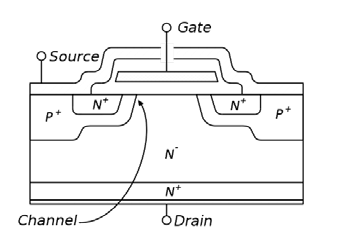 Gate
Source
N⁺ N⁺
P⁺ P⁺
N⁻
N⁺
Channel Drain